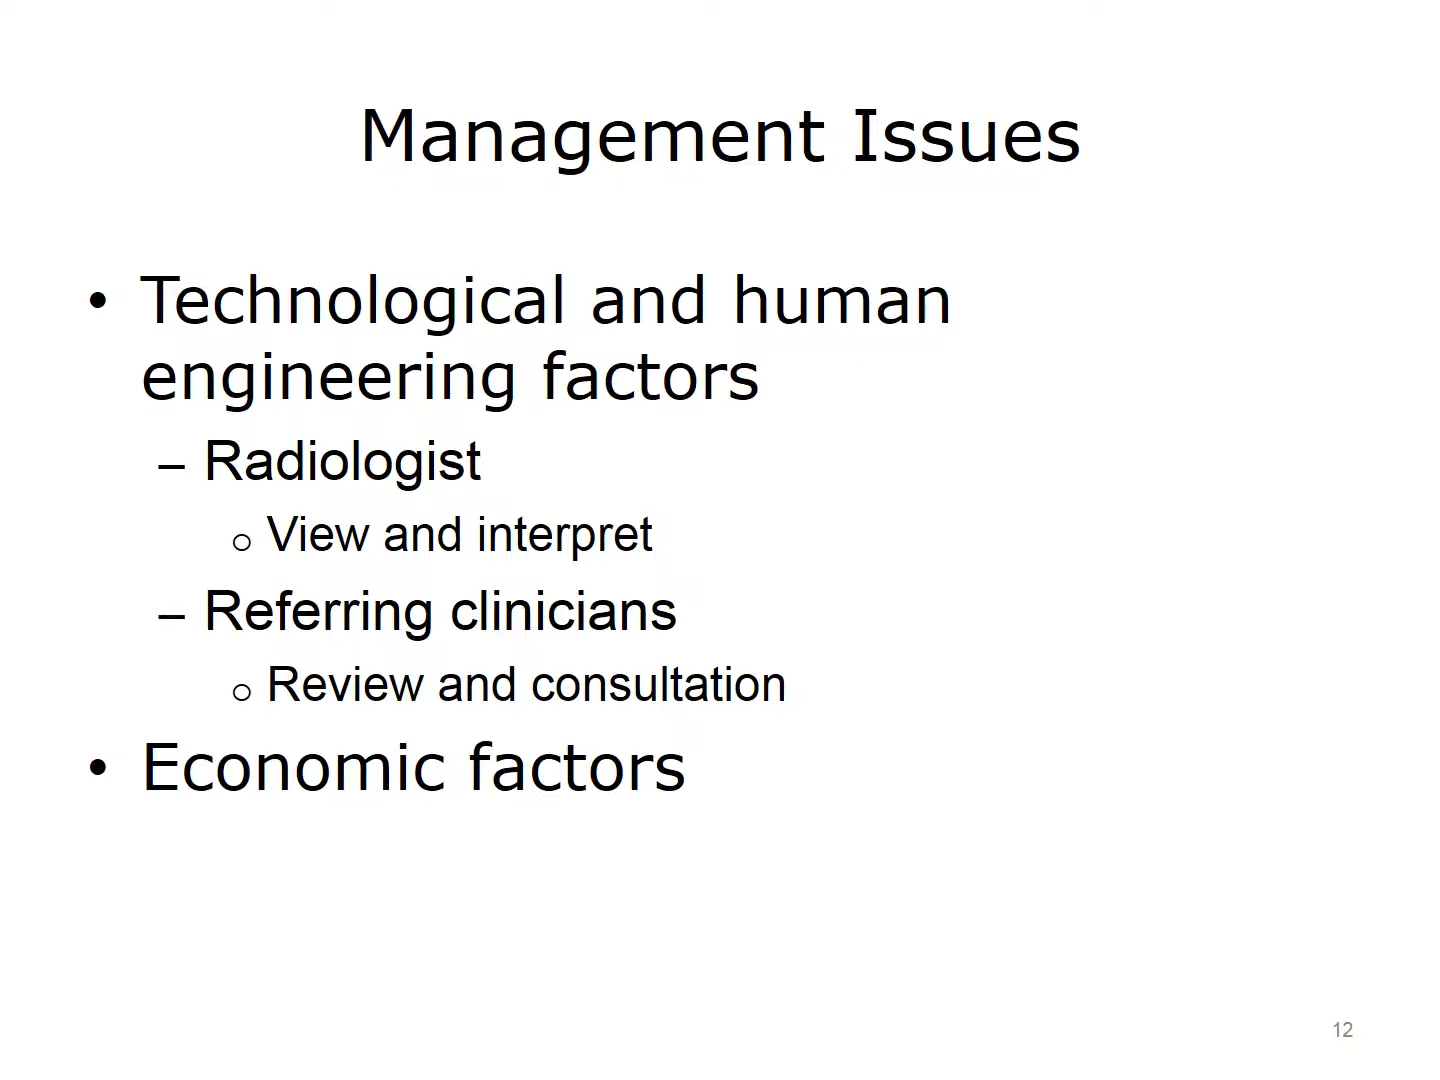 Management Issues
• Technological and human
engineering factors
– Radiologist
o View and interpret
– Referring clinicians
o Review and consultation
• Economic factors
12